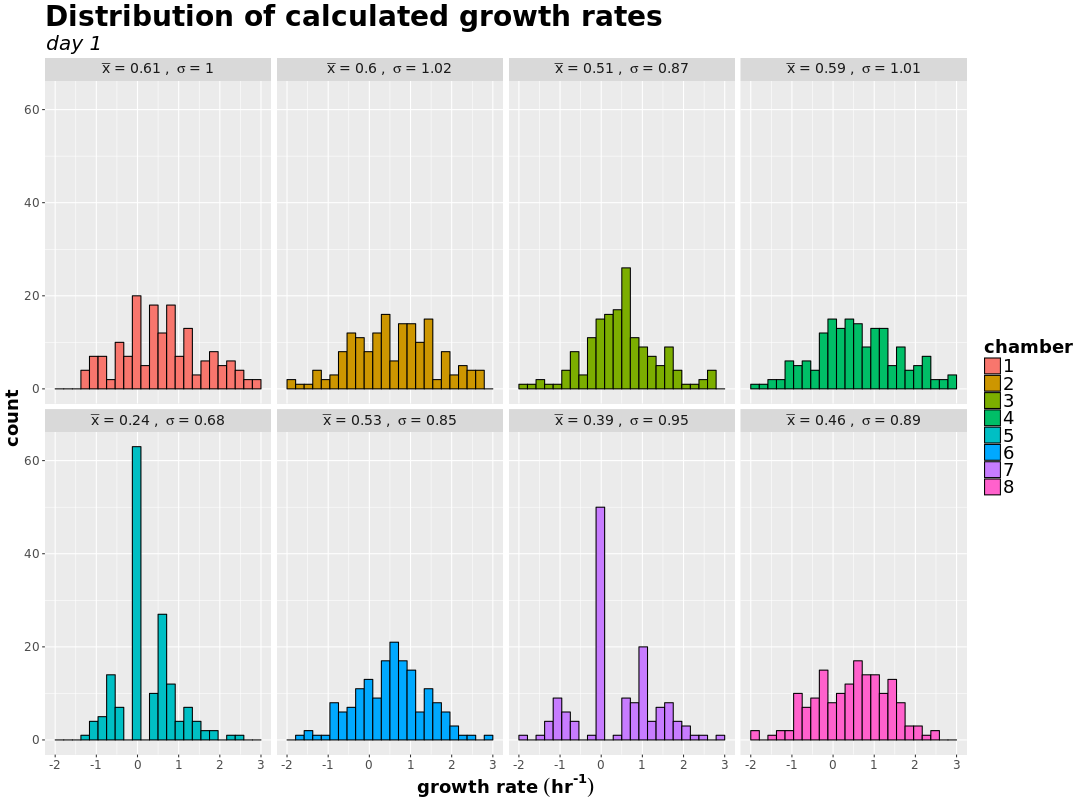 Distribution of calculated growth rates
day 1
x̅ = 0.61 , σ = 1
x̅ = 0.6 , σ = 1.02
x̅ = 0.51 , σ = 0.87
x̅ = 0.59 , σ = 1.01
60
40
20
0
x̅ = 0.24 , σ = 0.68
x̅ = 0.53 , σ = 0.85
x̅ = 0.39 , σ = 0.95
x̅ = 0.46 , σ = 0.89
60
40
20
0
-2 -1 0 1 2 3
-2 -1 0 1 2 3
-2 -1 0 1 2 3
-2 -1 0 1 2 3
growth rate (hr⁻¹)
count
chamber
1
2
3
4
5
6
7
8